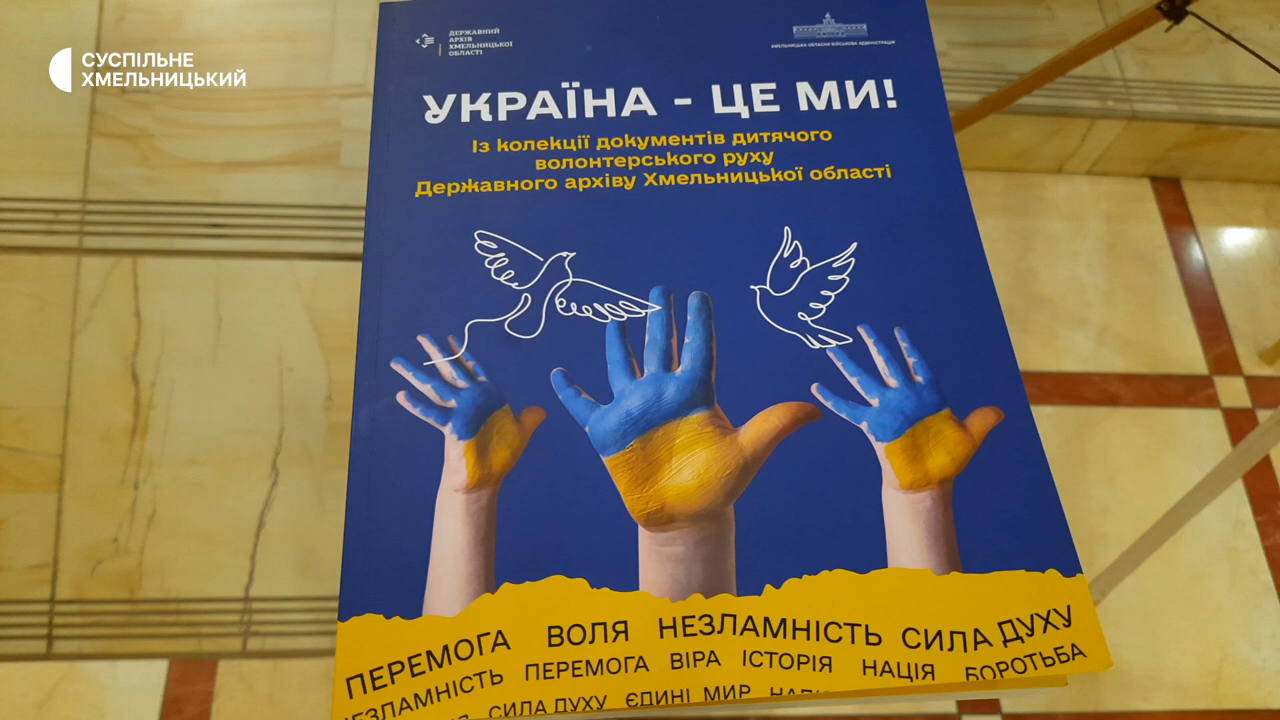 СУСПІЛЬНЕ
ХМЕЛЬНИЦЬКИЙ
ДЕРЖАВНИЙ
АРХІВ
ХМЕЛЬНИЦЬКОЇ
ОБЛАСТІ
ХМЕЛЬНИЦЬКА ОБЛАСНА ВІЙСЬКОВА АДМІНІСТРАЦІЯ
УКРАЇНА - ЦЕ МИ!
Із колекції документів дитячого
волонтерського руху
Державного архіву Хмельницької області
ПЕРЕМОГА ВОЛЯ НЕЗЛАМНІСТЬ СИЛА ДУХУ
НЕЗЛАМНІСТЬ ПЕРЕМОГА ВІРА ІСТОРІЯ НАЦІЯ БОРОТЬБА
СИЛА ДУХУ ЄДИНІ МИР